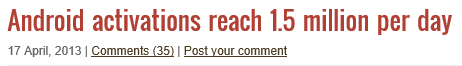 Android activations reach 1.5 million per day
17 April, 2013 | Comments (35) | Post your comment